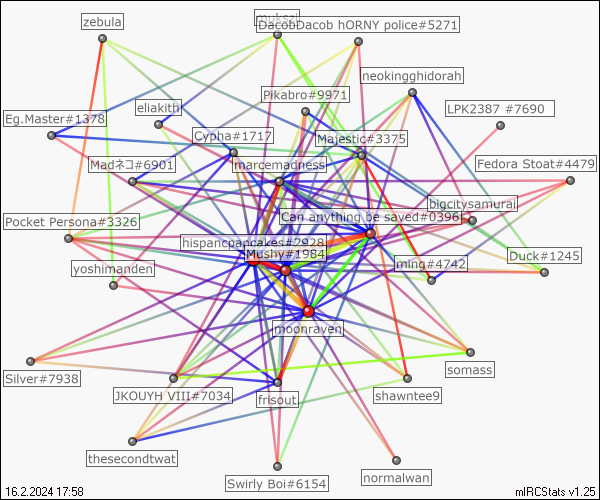 zebula
mukszi
DacobDacob hORNY police#5271
neokingghidorah
Pikabro#9971
LPK2387 #7690
eliakith
Eg.Master#1378
Cypha#1717
Majestic#3375
Madネコ#6901
marcemadness
Fedora Stoat#4479
bigcitysamurai
Can anything be saved#0396
Pocket Persona#3326
hispancpancakes#2928
Mushy#1984
Duck#1245
yoshimanden
ming#4742
moonraven
somass
Silver#7938
JKOUYH VIII#7034
frisout
shawntee9
thesecondtwat
normalwan
Swirly Boi#6154
16.2.2024 17:58
mIRCStats v1.25